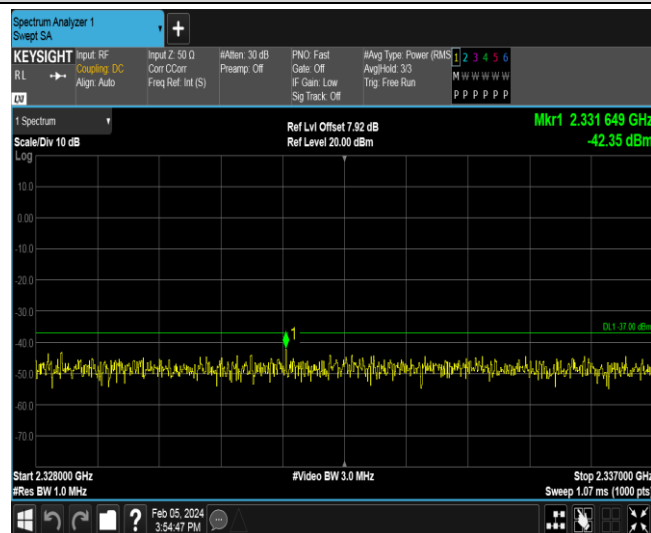 Spectrum Analyzer 1
Swept SA
+
KEYSIGHT Input: RF Input Z: 50 Ω #Atten: 30 dB PNO: Fast #Avg Type: Power (RMS 1 2 3 4 5 6
RL Coupling: DC Corr CCorr Preamp: Off Gate: Off Avg|Hold: 3/3 M W W W W W
Align: Auto Freq Ref: Int (S) IF Gain: Low Trig: Free Run
Sig Track: Off P P P P P P
LXI
1 Spectrum Ref Lvl Offset 7.92 dB Mkr1 2.331 649 GHz
Scale/Div 10 dB Ref Level 20.00 dBm -42.35 dBm
Log
10.0
0.00
-10.0
-20.0
-30.0
DL1 -37.00 dBm
1
-40.0
-50.0
-60.0
-70.0
Start 2.328000 GHz #Video BW 3.0 MHz Stop 2.337000 GHz
#Res BW 1.0 MHz Sweep 1.07 ms (1000 pts)
? Feb 05, 2024
3:54:47 PM